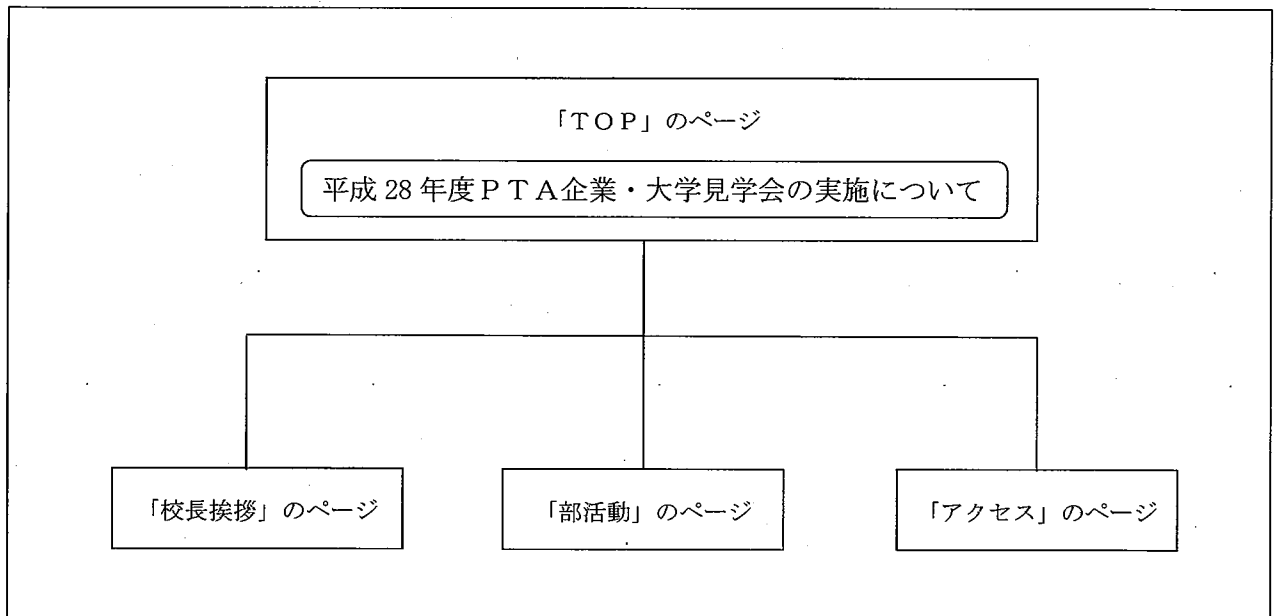 「ＴＯＰ」のページ
平成 28 年度ＰＴＡ企業・大学見学会の実施について
「校長挨拶」のページ
「部活動」のページ
「アクセス」のページ